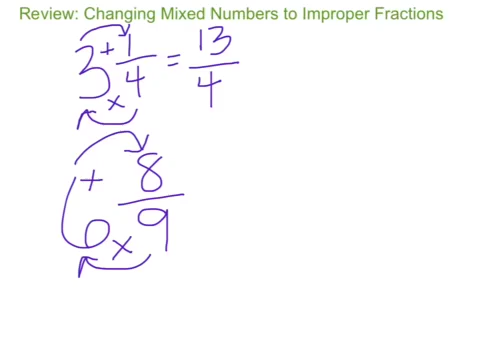 Review: Changing Mixed Numbers to Improper Fractions
3 + 1/4 = 13/4
x
6 + 8/9
x